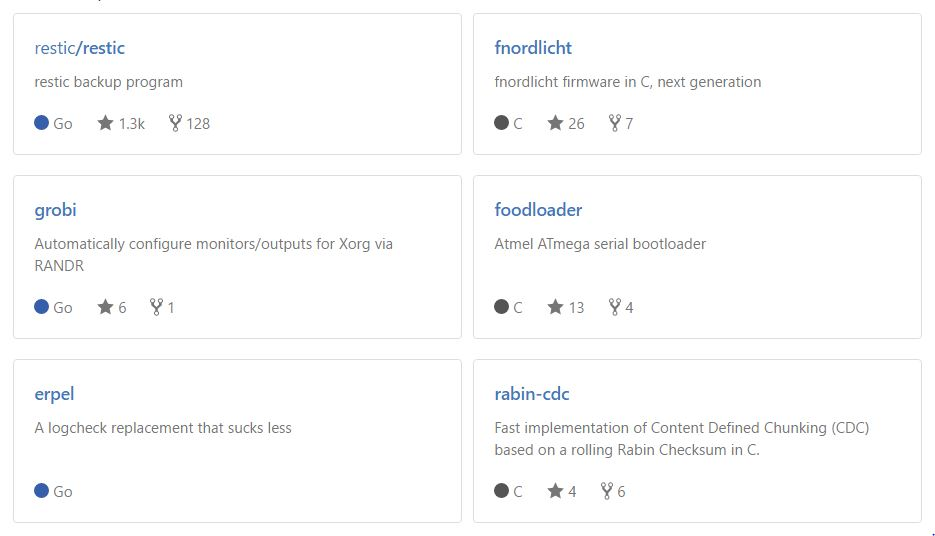 restic/restic
restic backup program
Go 1.3k 128
fnordlicht
fnordlicht firmware in C, next generation
C 26 7
grobi
Automatically configure monitors/outputs for Xorg via
RANDR
Go 6 1
foodloader
Atmel ATmega serial bootloader
C 13 4
erpel
A logcheck replacement that sucks less
Go
rabin-cdc
Fast implementation of Content Defined Chunking (CDC)
based on a rolling Rabin Checksum in C.
C 4 6